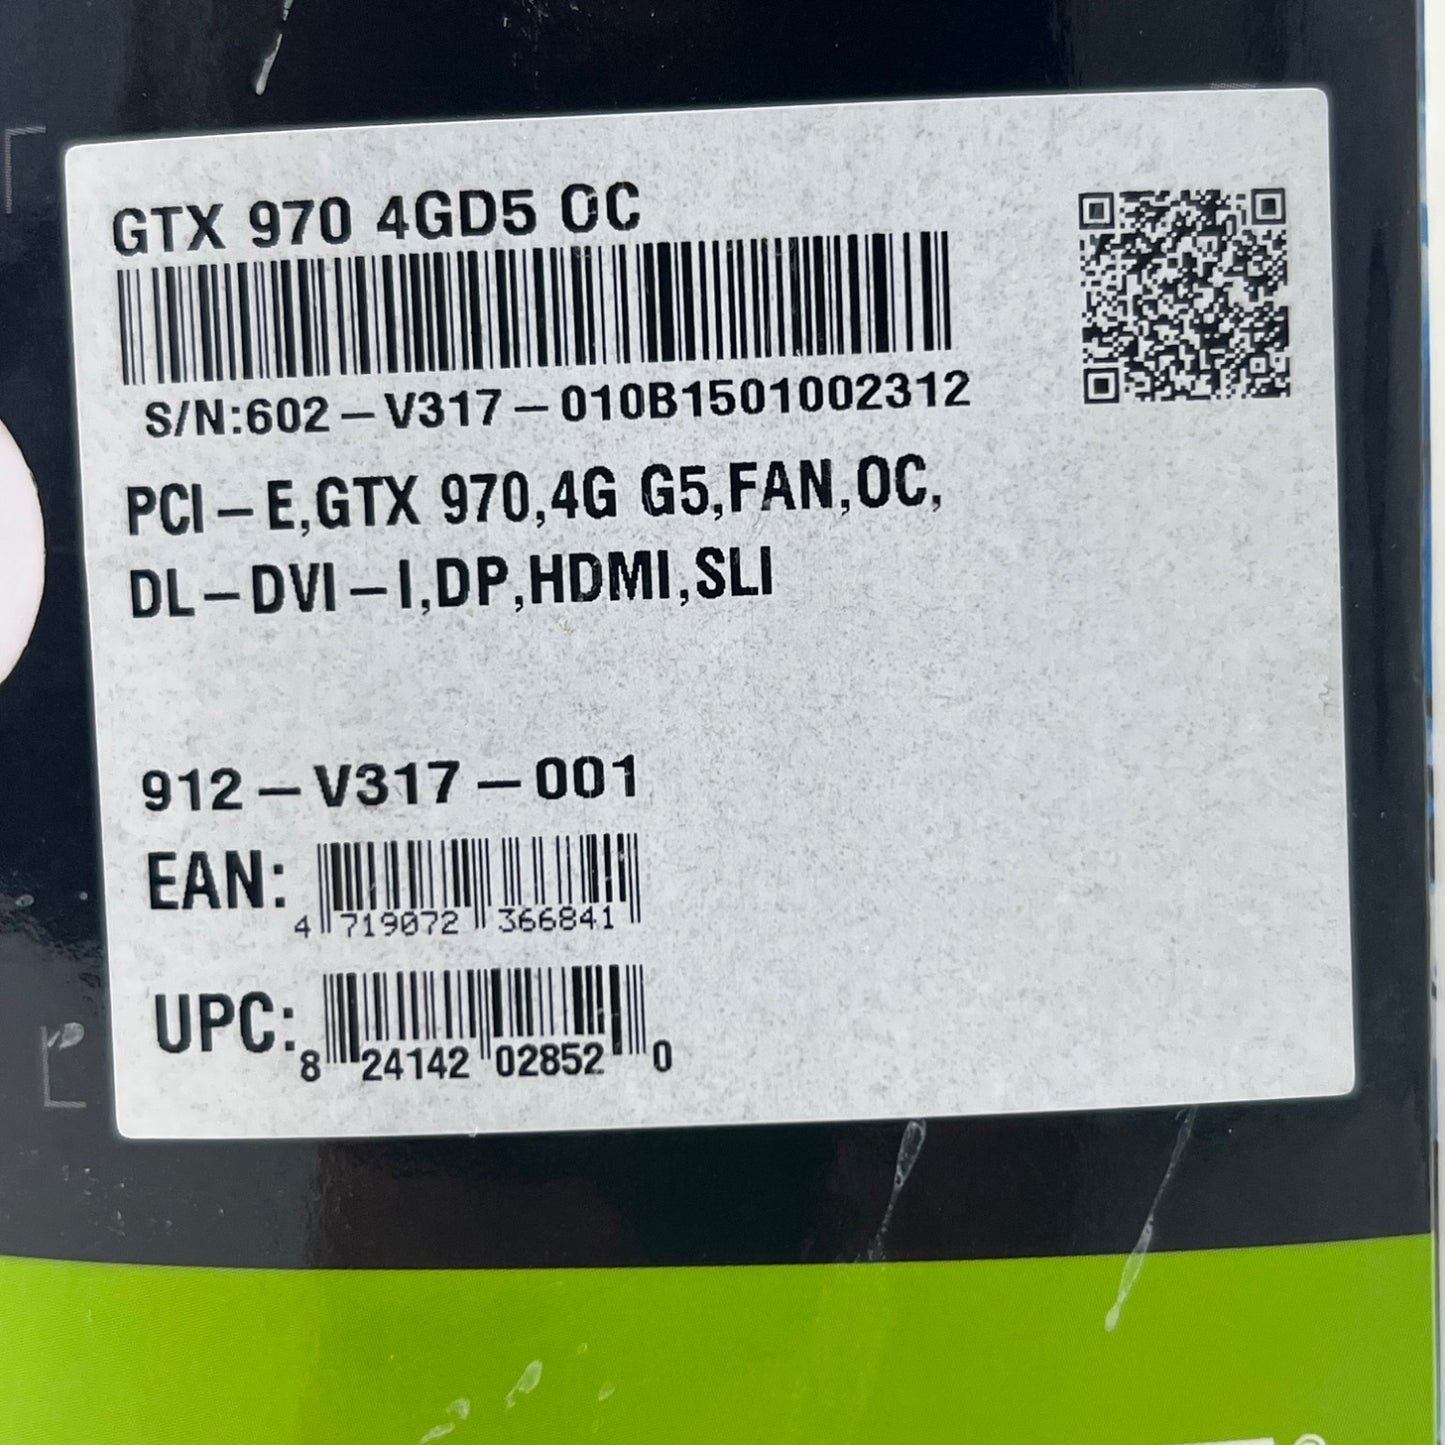 GTX 970 4GD5 OC
S/N:602-V317-010B1501002312
PCI-E,GTX 970,4G G5,FAN,OC,
DL-DVI-I,DP,HDMI,SLI
912-V317-001
EAN:
4 719072 366841
UPC:
8 24142 02852 0